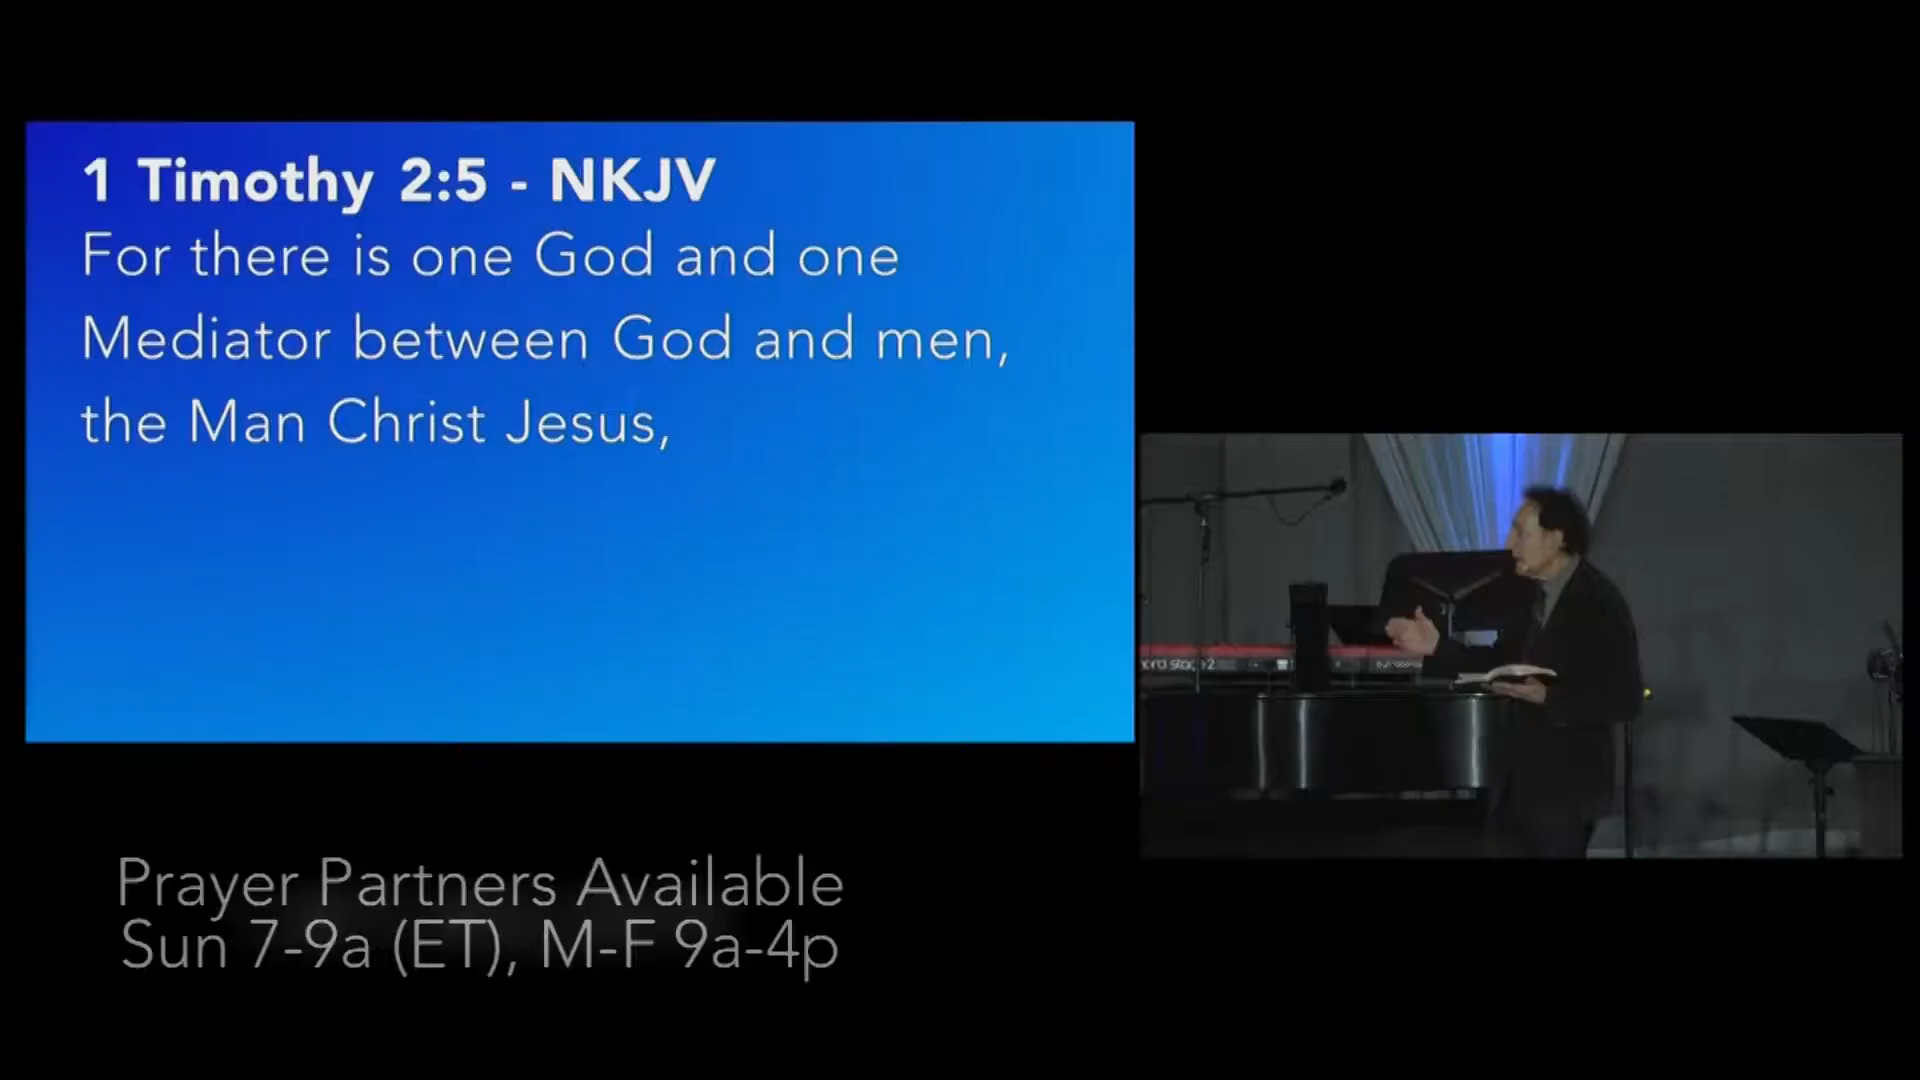 1 Timothy 2:5 - NKJV
For there is one God and one
Mediator between God and men,
the Man Christ Jesus,
stage2
Prayer Partners Available
Sun 7-9a (ET), M-F 9a-4p